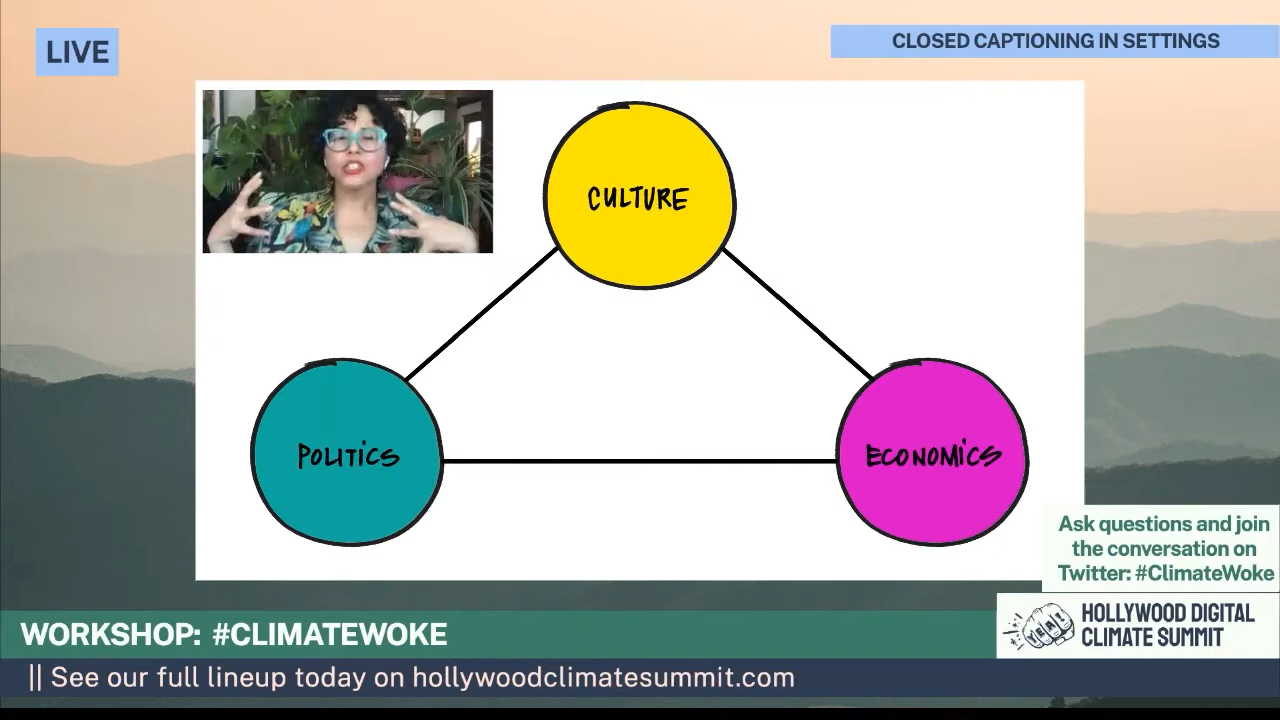 LIVE
CLOSED CAPTIONING IN SETTINGS
CULTURE
POLITICS
ECONOMICS
Ask questions and join
the conversation on
Twitter: #ClimateWoke
WORKSHOP: #CLIMATEWOKE
YEA!
HOLLYWOOD DIGITAL
CLIMATE SUMMIT
|| See our full lineup today on hollywoodclimatesummit.com